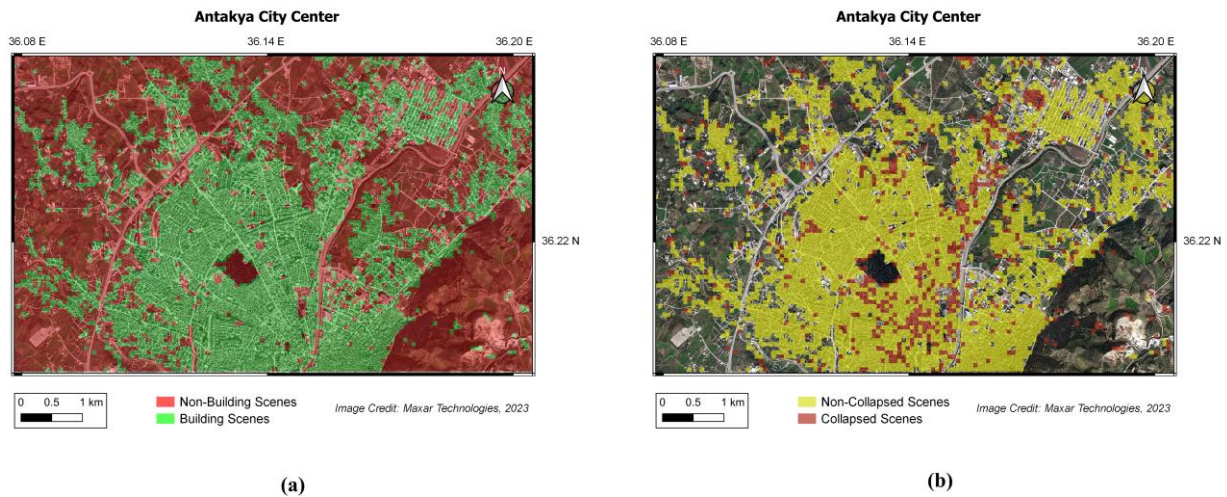 Antakya City Center
36.08 E
36.14 E
36.20 E
N
36.22 N
0
0.5
1 km
Non-Building Scenes
Building Scenes
Image Credit: Maxar Technologies, 2023
(a)
Antakya City Center
36.08 E
36.14 E
36.20 E
N
36.22 N
0
0.5
1 km
Non-Collapsed Scenes
Collapsed Scenes
Image Credit: Maxar Technologies, 2023
(b)